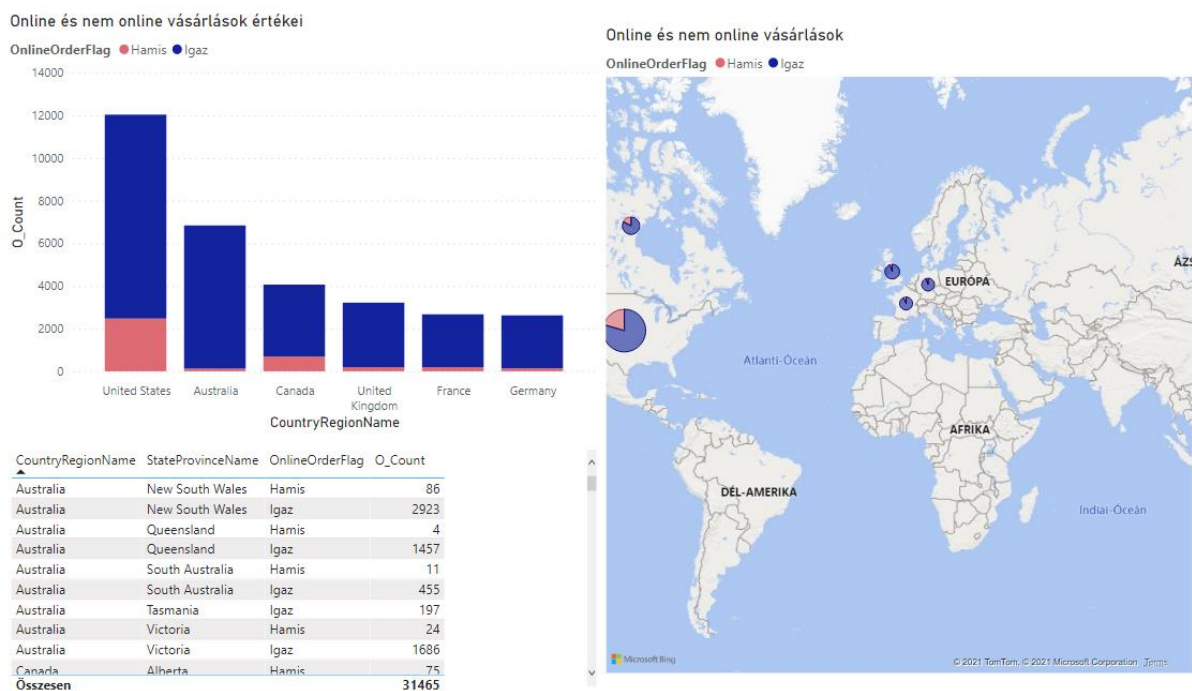 Online és nem online vásárlások értékei
OnlineOrderFlag Hamis Igaz
14000
12000
10000
8000
6000
4000
2000
0
O_Count
United States Australia Canada United Kingdom France Germany
CountryRegionName
CountryRegionName StateProvinceName OnlineOrderFlag O_Count
Australia New South Wales Hamis 86
Australia New South Wales Igaz 2923
Australia Queensland Hamis 4
Australia Queensland Igaz 1457
Australia South Australia Hamis 11
Australia South Australia Igaz 455
Australia Tasmania Igaz 197
Australia Victoria Hamis 24
Australia Victoria Igaz 1686
Canada Alberta Hamis 75
Összesen 31465
Online és nem online vásárlások
OnlineOrderFlag Hamis Igaz
ÁZS
EURÓPA
Atlanti-Óceán
AFRIKA
DÉL-AMERIKA
Indiai-Óceán
Microsoft Bing
© 2021 TomTom, © 2021 Microsoft Corporation Terms